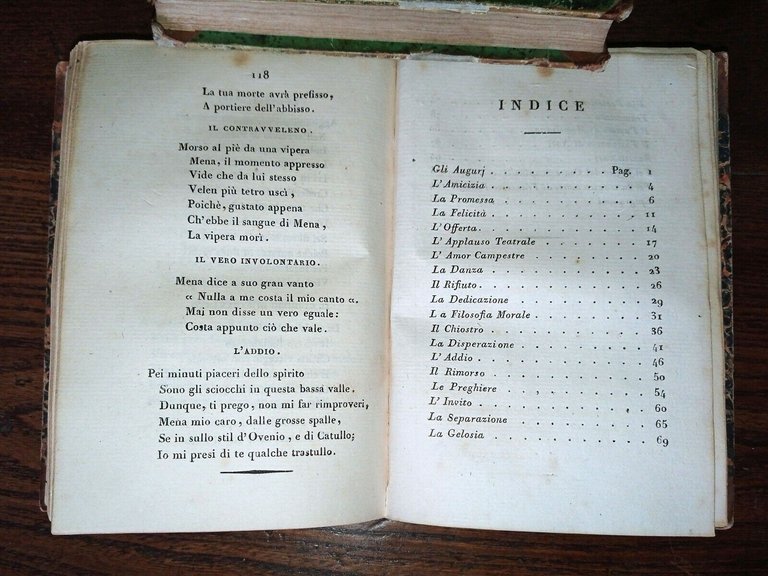 118
La tua morte avrà prefisso,
A portiere dell'abbisso.
IL CONTRAVVELENO.
Morso al piè da una vipera
Mena, il momento appresso
Vide che da lui stesso
Velen più tetro uscì,
Poichè, gustato appena
Ch'ebbe il sangue di Mena,
La vipera morì.
IL VERO INVOLONTARIO.
Mena dice a suo gran vanto
« Nulla a me costa il mio canto «.
Mai non disse un vero eguale:
Costa appunto ciò che vale.
L'ADDIO.
Pei minuti piaceri dello spirito
Sono gli sciocchi in questa bassa valle.
Dunque, ti prego, non mi far rimproveri,
Mena mio caro, dalle grosse spalle,
Se in sullo stil d'Ovenio, e di Catullo;
Io mi presi di te qualche trastullo.
INDICE
Gli Augurj . . . . . . . . . Pag. 1
L'Amicizia . . . . . . . . . . . 4
La Promessa . . . . . . . . . . 6
La Felicità . . . . . . . . . . . 11
L'Offerta . . . . . . . . . . . . 14
L'Applauso Teatrale . . . . . . . 17
L'Amor Campestre . . . . . . . . 20
La Danza . . . . . . . . . . . . 23
Il Rifiuto . . . . . . . . . . . . 26
La Dedicazione . . . . . . . . . 29
La Filosofia Morale . . . . . . . 31
Il Chiostro . . . . . . . . . . . 36
La Disperazione . . . . . . . . . 41
L'Addio . . . . . . . . . . . . . 46
Il Rimorso . . . . . . . . . . . 50
Le Preghiere . . . . . . . . . . 54
L'Invito . . . . . . . . . . . . 60
La Separazione . . . . . . . . . 65
La Gelosia . . . . . . . . . . . 69